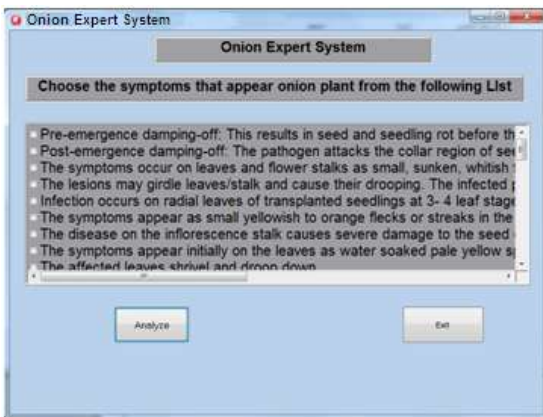 Onion Expert System
Onion Expert System
Choose the symptoms that appear onion plant from the following LIst
Pre-emergence damping-off: This results in seed and seedling rot before th
Post-emergence damping-off: The pathogen attacks the collar region of see
The symptoms occur on leaves and flower stalks as small, sunken, whitish
The lesions may girdle leaves/stalk and cause their drooping. The infected p
Infection occurs on radial leaves of transplanted seedlings at 3- 4 leaf stage
The symptoms appear as small yellowish to orange flecks or streaks in the
The disease on the inflorescence stalk causes severe damage to the seed
The symptoms appear initially on the leaves as water soaked pale yellow sp
The affected leaves shrivel and droop down
Analyze
Exit